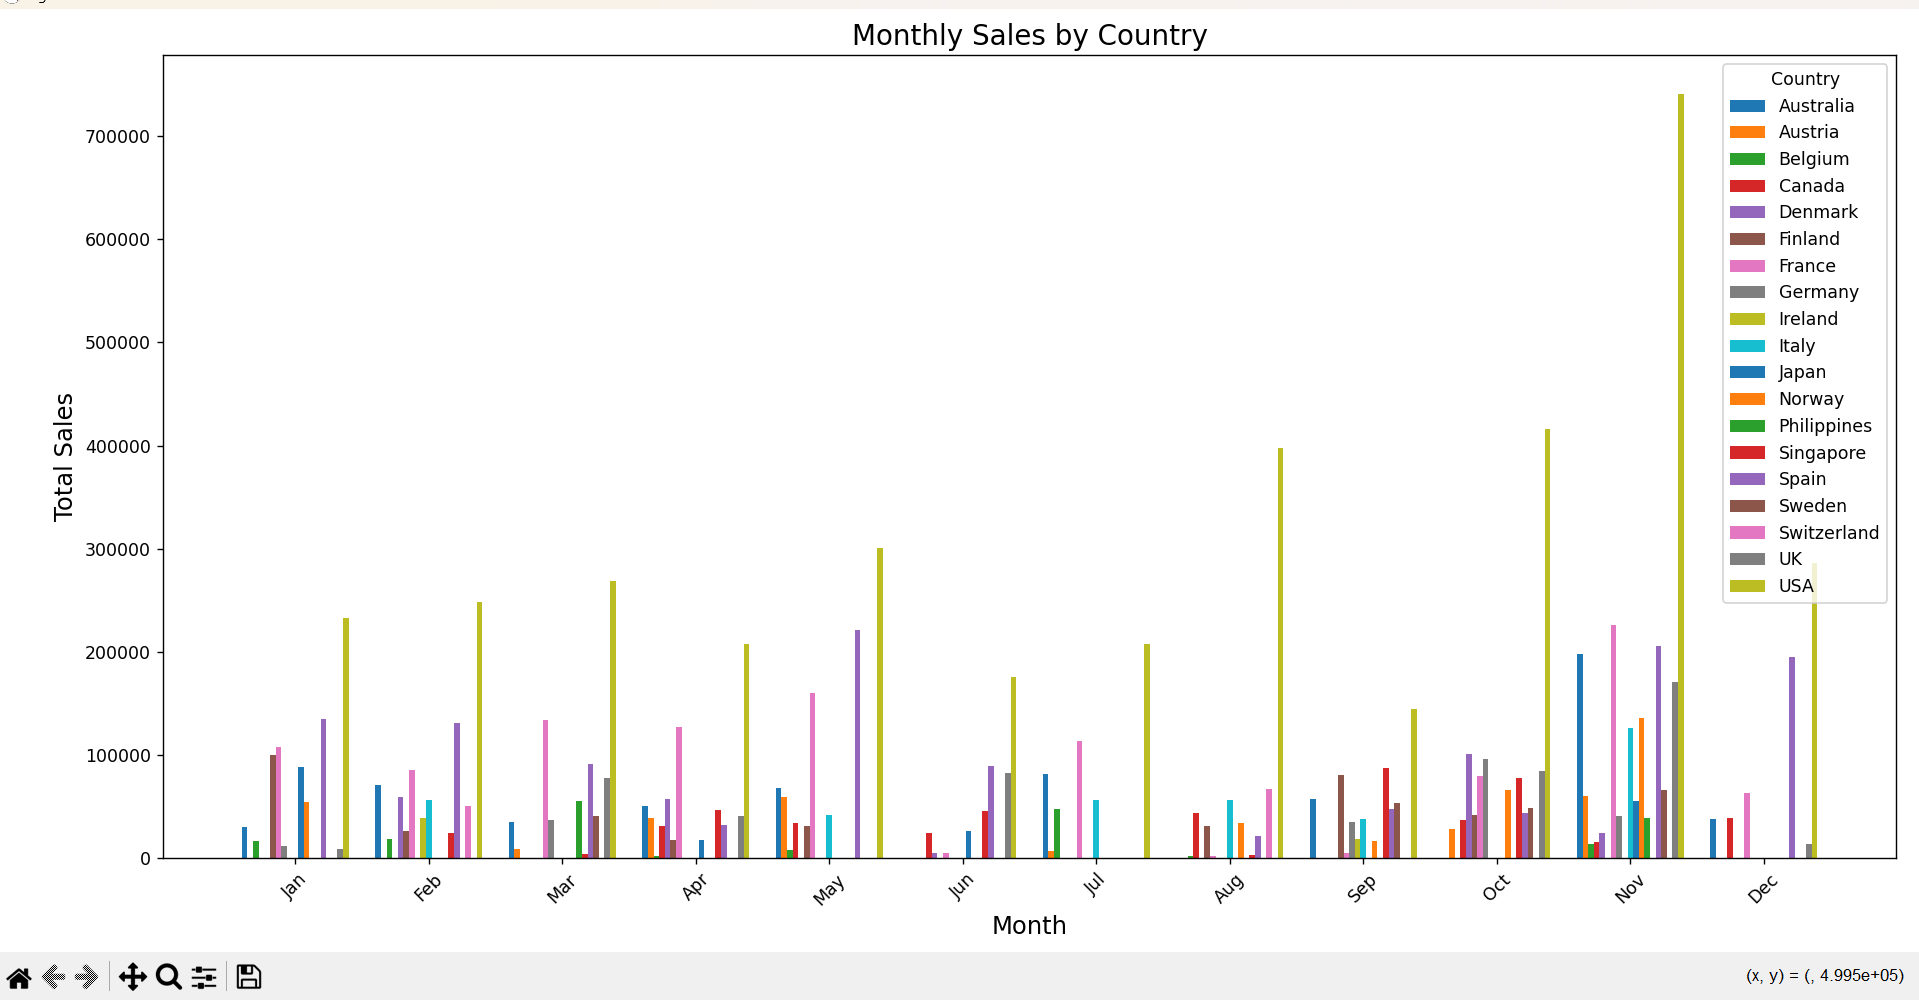 Monthly Sales by Country
Country
Australia
Austria
Belgium
Canada
Denmark
Finland
France
Germany
Ireland
Italy
Japan
Norway
Philippines
Singapore
Spain
Sweden
Switzerland
UK
USA
Total Sales
700000
600000
500000
400000
300000
200000
100000
0
Jan Feb Mar Apr May Jun Jul Aug Sep Oct Nov Dec
Month
(x, y) = (, 4.995e+05)